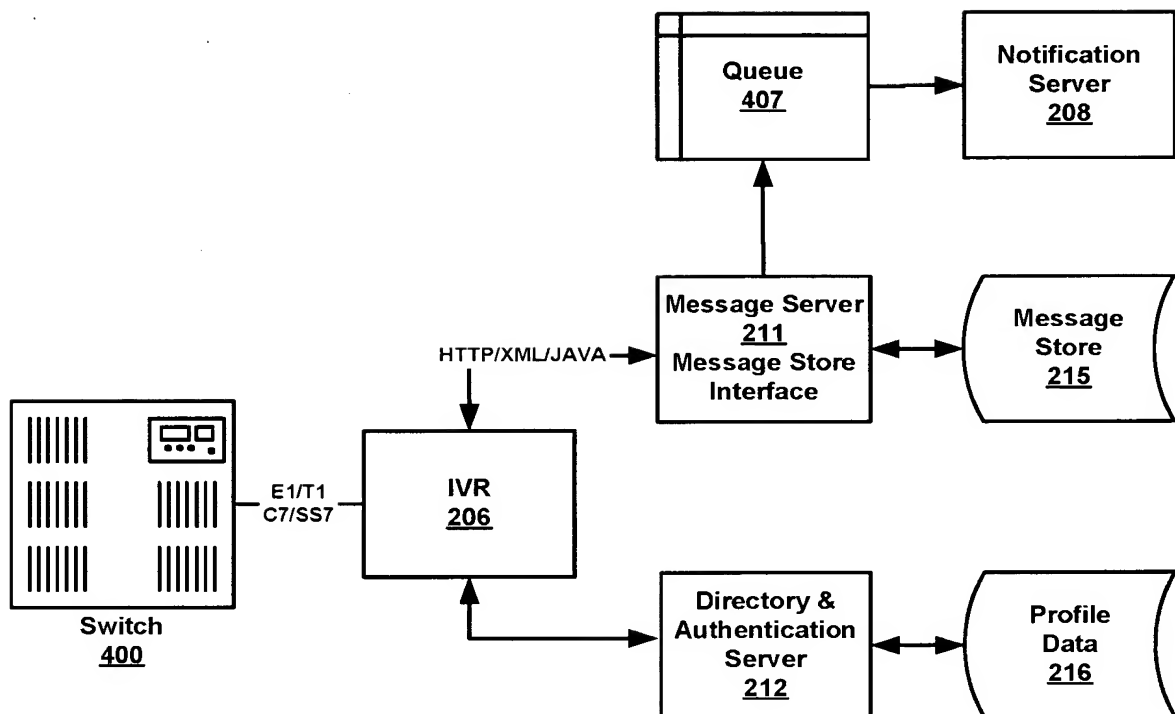 Queue
407
Notification
Server
208
Message Server
211
Message Store
Interface
Message
Store
215
HTTP/XML/JAVA
E1/T1
C7/SS7
IVR
206
Switch
400
Directory &
Authentication
Server
212
Profile
Data
216